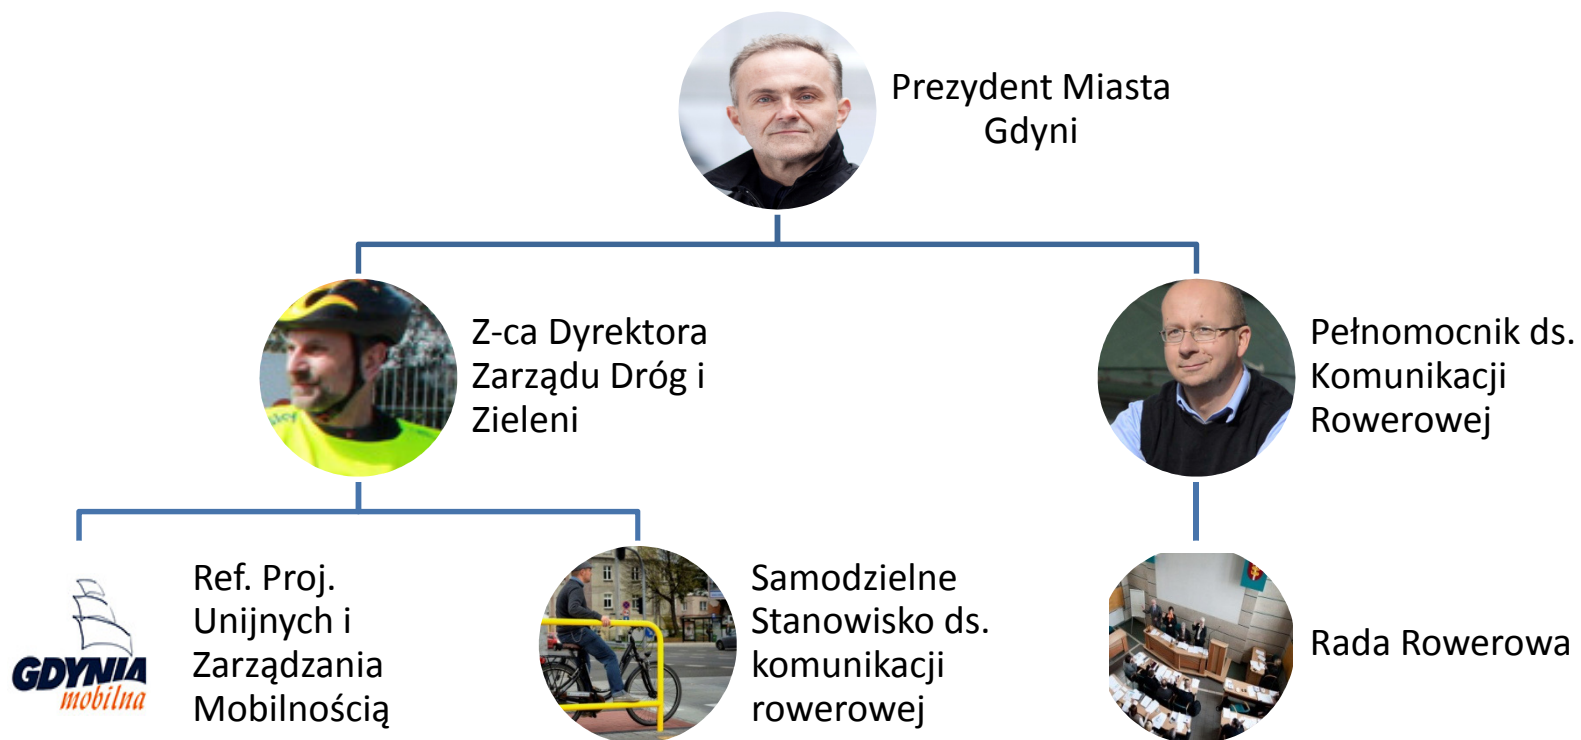 Prezydent Miasta
Gdyni
Z-ca Dyrektora
Zarządu Dróg i
Zieleni
Pełnomocnik ds.
Komunikacji
Rowerowej
GDYNIA
mobilna
Ref. Proj.
Unijnych i
Zarządzania
Mobilnością
Samodzielne
Stanowisko ds.
komunikacji
rowerowej
Rada Rowerowa